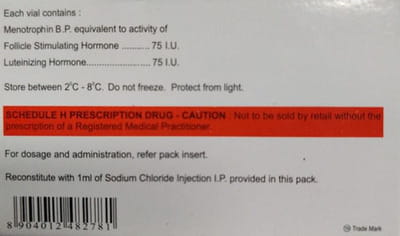 Each vial contains :
Menotrophin B.P. equivalent to activity of
Follicle Stimulating Hormone ........... 75 I.U.
Luteinizing Hormone......................... 75 I.U.
Store between 2°C - 8°C. Do not freeze. Protect from light.
SCHEDULE H PRESCRIPTION DRUG - CAUTION : Not to be sold by retail without the
prescription of a Registered Medical Practitioner.
For dosage and administration, refer pack insert.
Reconstitute with 1ml of Sodium Chloride Injection I.P. provided in this pack.
8 904012 482781
Trade Mark